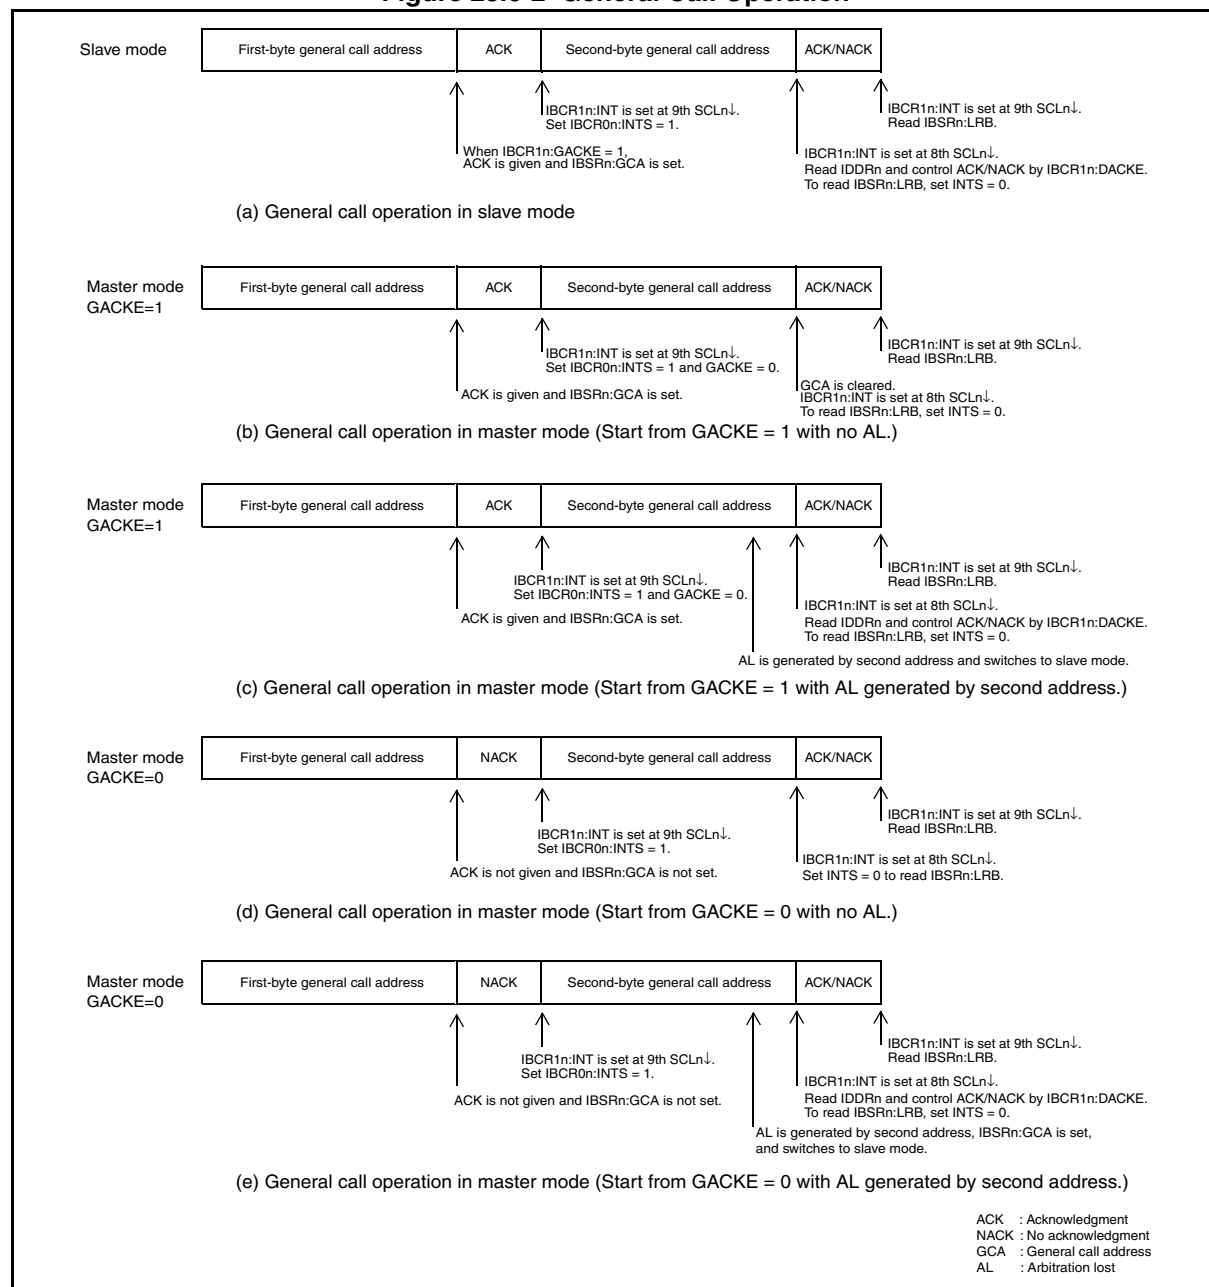 General Call Operation
Slave mode
First-byte general call address
ACK
Second-byte general call address
ACK/NACK
IBCR1n:INT is set at 9th SCLn↓.
Set IBCR0n:INTS = 1.
IBCR1n:INT is set at 9th SCLn↓.
Read IBSRn:LRB.
When IBCR1n:GACKE = 1,
ACK is given and IBSRn:GCA is set.
IBCR1n:INT is set at 8th SCLn↓.
Read IDDRn and control ACK/NACK by IBCR1n:DACKE.
To read IBSRn:LRB, set INTS = 0.
(a) General call operation in slave mode
Master mode
GACKE=1
First-byte general call address
ACK
Second-byte general call address
ACK/NACK
IBCR1n:INT is set at 9th SCLn↓.
Set IBCR0n:INTS = 1 and GACKE = 0.
IBCR1n:INT is set at 9th SCLn↓.
Read IBSRn:LRB.
ACK is given and IBSRn:GCA is set.
GCA is cleared.
IBCR1n:INT is set at 8th SCLn↓.
To read IBSRn:LRB, set INTS = 0.
(b) General call operation in master mode (Start from GACKE = 1 with no AL.)
Master mode
GACKE=1
First-byte general call address
ACK
Second-byte general call address
ACK/NACK
IBCR1n:INT is set at 9th SCLn↓.
Set IBCR0n:INTS = 1 and GACKE = 0.
IBCR1n:INT is set at 9th SCLn↓.
Read IBSRn:LRB.
ACK is given and IBSRn:GCA is set.
IBCR1n:INT is set at 8th SCLn↓.
Read IDDRn and control ACK/NACK by IBCR1n:DACKE.
To read IBSRn:LRB, set INTS = 0.
AL is generated by second address and switches to slave mode.
(c) General call operation in master mode (Start from GACKE = 1 with AL generated by second address.)
Master mode
GACKE=0
First-byte general call address
NACK
Second-byte general call address
ACK/NACK
IBCR1n:INT is set at 9th SCLn↓.
Set IBCR0n:INTS = 1.
IBCR1n:INT is set at 9th SCLn↓.
Read IBSRn:LRB.
ACK is not given and IBSRn:GCA is not set.
IBCR1n:INT is set at 8th SCLn↓.
Set INTS = 0 to read IBSRn:LRB.
(d) General call operation in master mode (Start from GACKE = 0 with no AL.)
Master mode
GACKE=0
First-byte general call address
NACK
Second-byte general call address
ACK/NACK
IBCR1n:INT is set at 9th SCLn↓.
Set IBCR0n:INTS = 1.
IBCR1n:INT is set at 9th SCLn↓.
Read IBSRn:LRB.
ACK is not given and IBSRn:GCA is not set.
IBCR1n:INT is set at 8th SCLn↓.
Read IDDRn and control ACK/NACK by IBCR1n:DACKE.
To read IBSRn:LRB, set INTS = 0.
AL is generated by second address, IBSRn:GCA is set,
and switches to slave mode.
(e) General call operation in master mode (Start from GACKE = 0 with AL generated by second address.)
ACK : Acknowledgment
NACK : No acknowledgment
GCA : General call address
AL : Arbitration lost